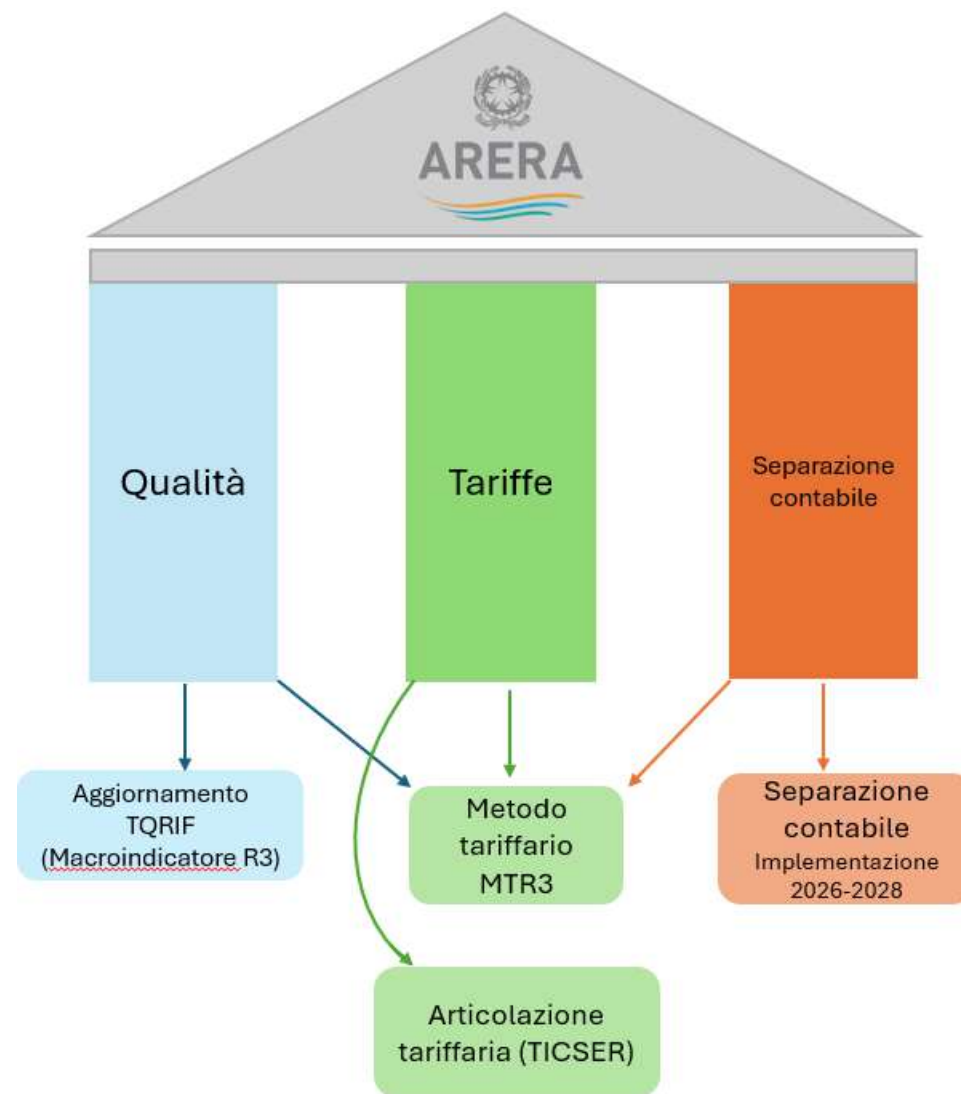 ARERA
Qualità
Tariffe
Separazione
contabile
Aggiornamento
TQRIF
(Macroindicatore R3)
Metodo
tariffario
MTR3
Separazione
contabile
Implementazione
2026-2028
Articolazione
tariffaria (TICSER)